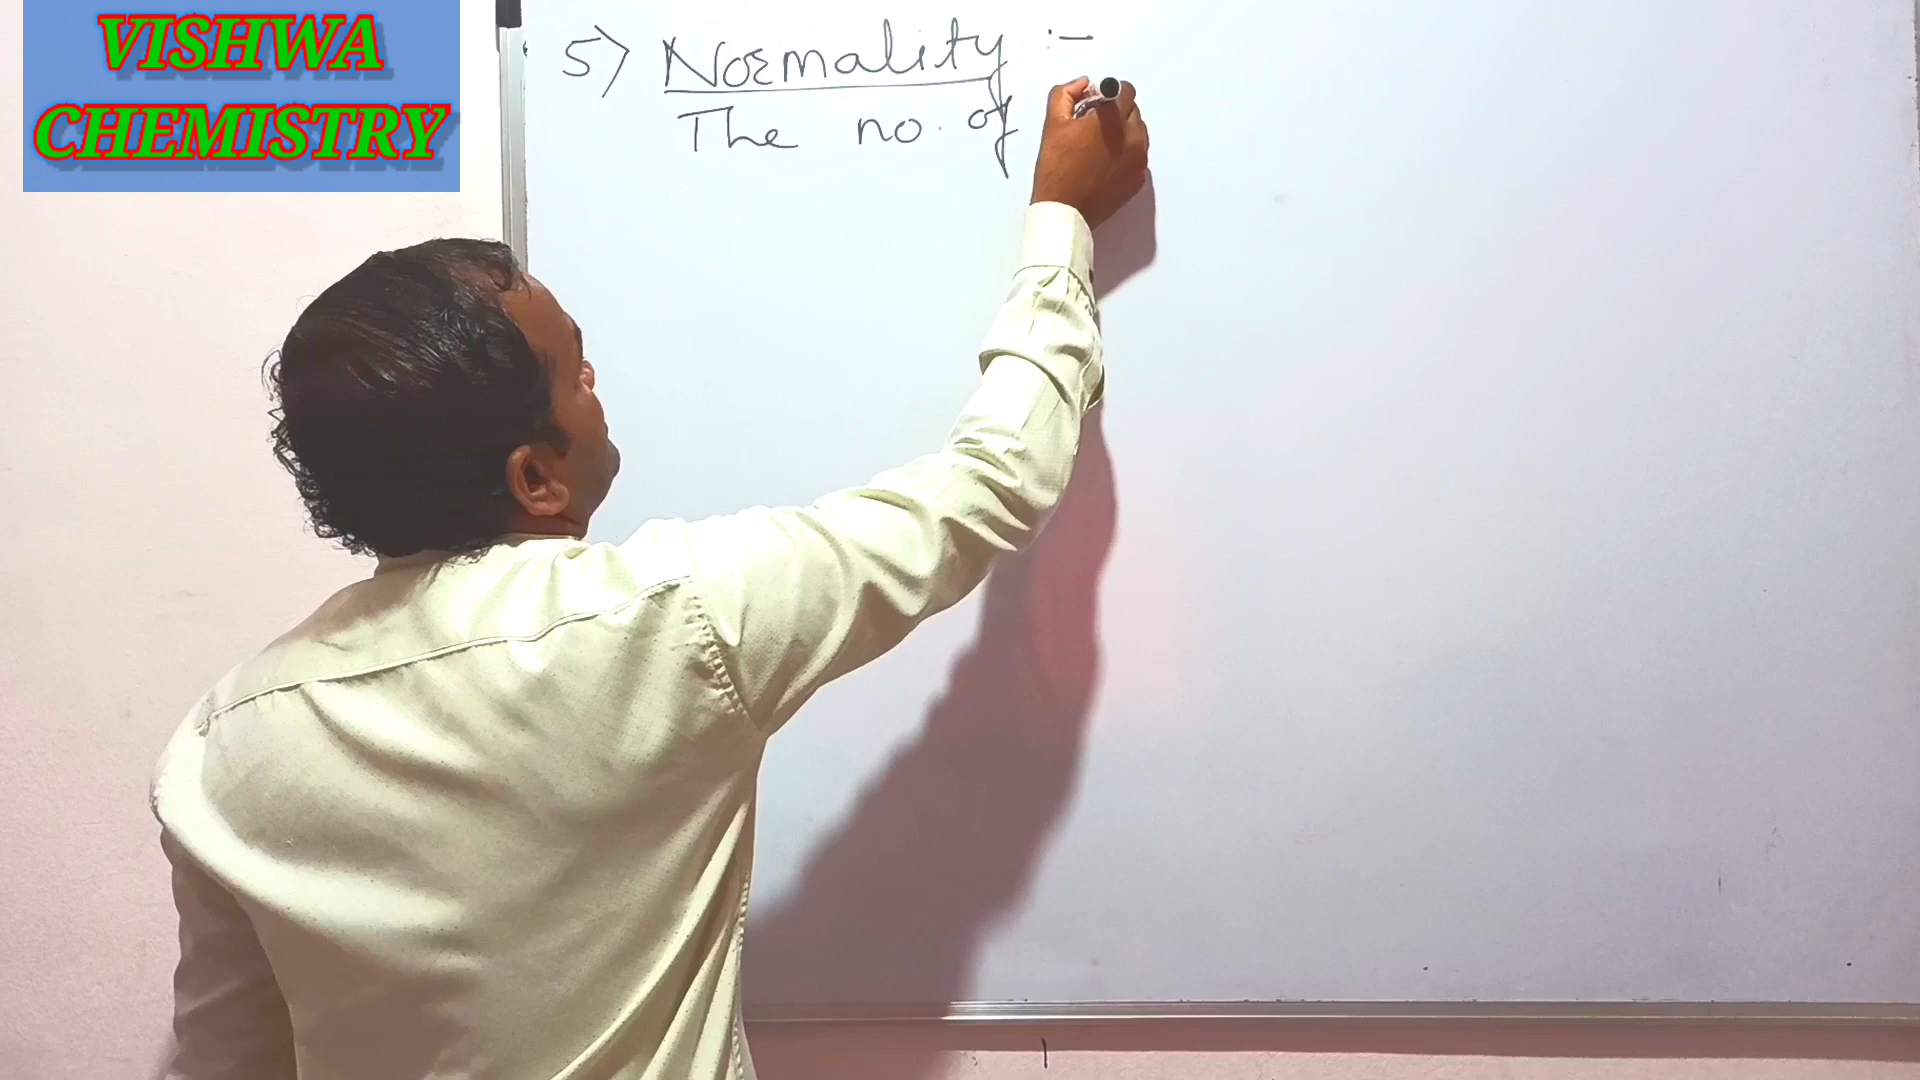 VISHWA
CHEMISTRY
5) Normality :-
The no. of